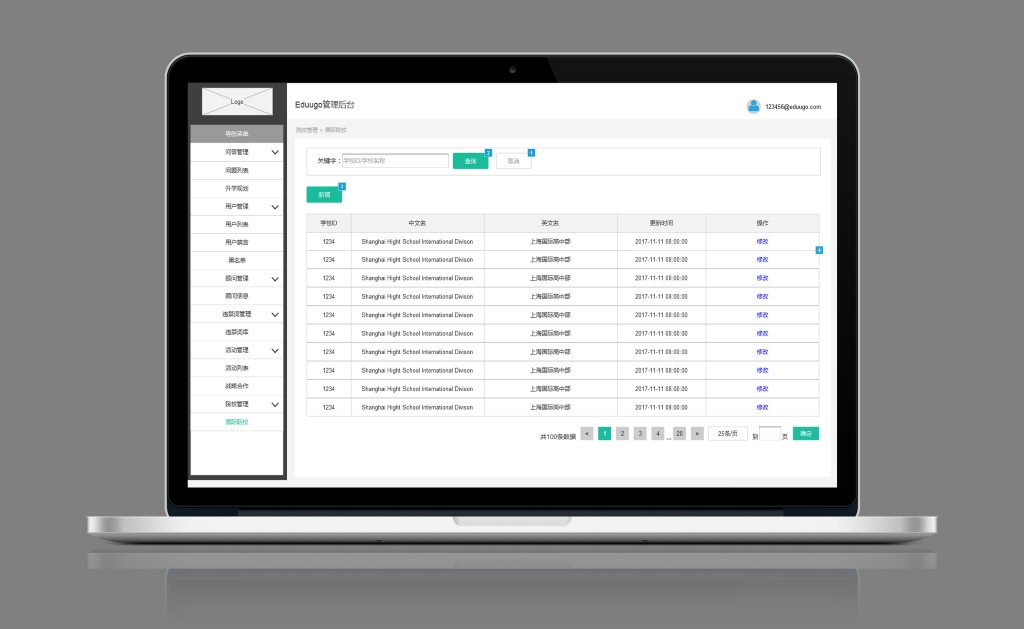 Logo
Eduugo管理后台
123456@eduugo.com
导航菜单
问答管理
问题列表
升学规划
用户管理
用户列表
用户禁言
黑名单
顾问管理
顾问信息
违禁词管理
违禁词库
活动管理
活动列表
战略合作
院校管理
国际院校
院校管理 > 国际院校
关键字： 学校ID/学校名称 查询 2 取消 1
新增 3
学校ID 中文名 英文名 更新时间 操作
1234 Shanghai Hight School International Divison 上海国际高中部 2017-11-11 08:00:00 修改
4
1234 Shanghai Hight School International Divison 上海国际高中部 2017-11-11 08:00:00 修改
1234 Shanghai Hight School International Divison 上海国际高中部 2017-11-11 08:00:00 修改
1234 Shanghai Hight School International Divison 上海国际高中部 2017-11-11 08:00:00 修改
1234 Shanghai Hight School International Divison 上海国际高中部 2017-11-11 08:00:00 修改
1234 Shanghai Hight School International Divison 上海国际高中部 2017-11-11 08:00:00 修改
1234 Shanghai Hight School International Divison 上海国际高中部 2017-11-11 08:00:00 修改
1234 Shanghai Hight School International Divison 上海国际高中部 2017-11-11 08:00:00 修改
1234 Shanghai Hight School International Divison 上海国际高中部 2017-11-11 08:00:00 修改
1234 Shanghai Hight School International Divison 上海国际高中部 2017-11-11 08:00:00 修改
共100条数据 < 1 2 3 4 ... 20 > 25条/页 到 页 确定